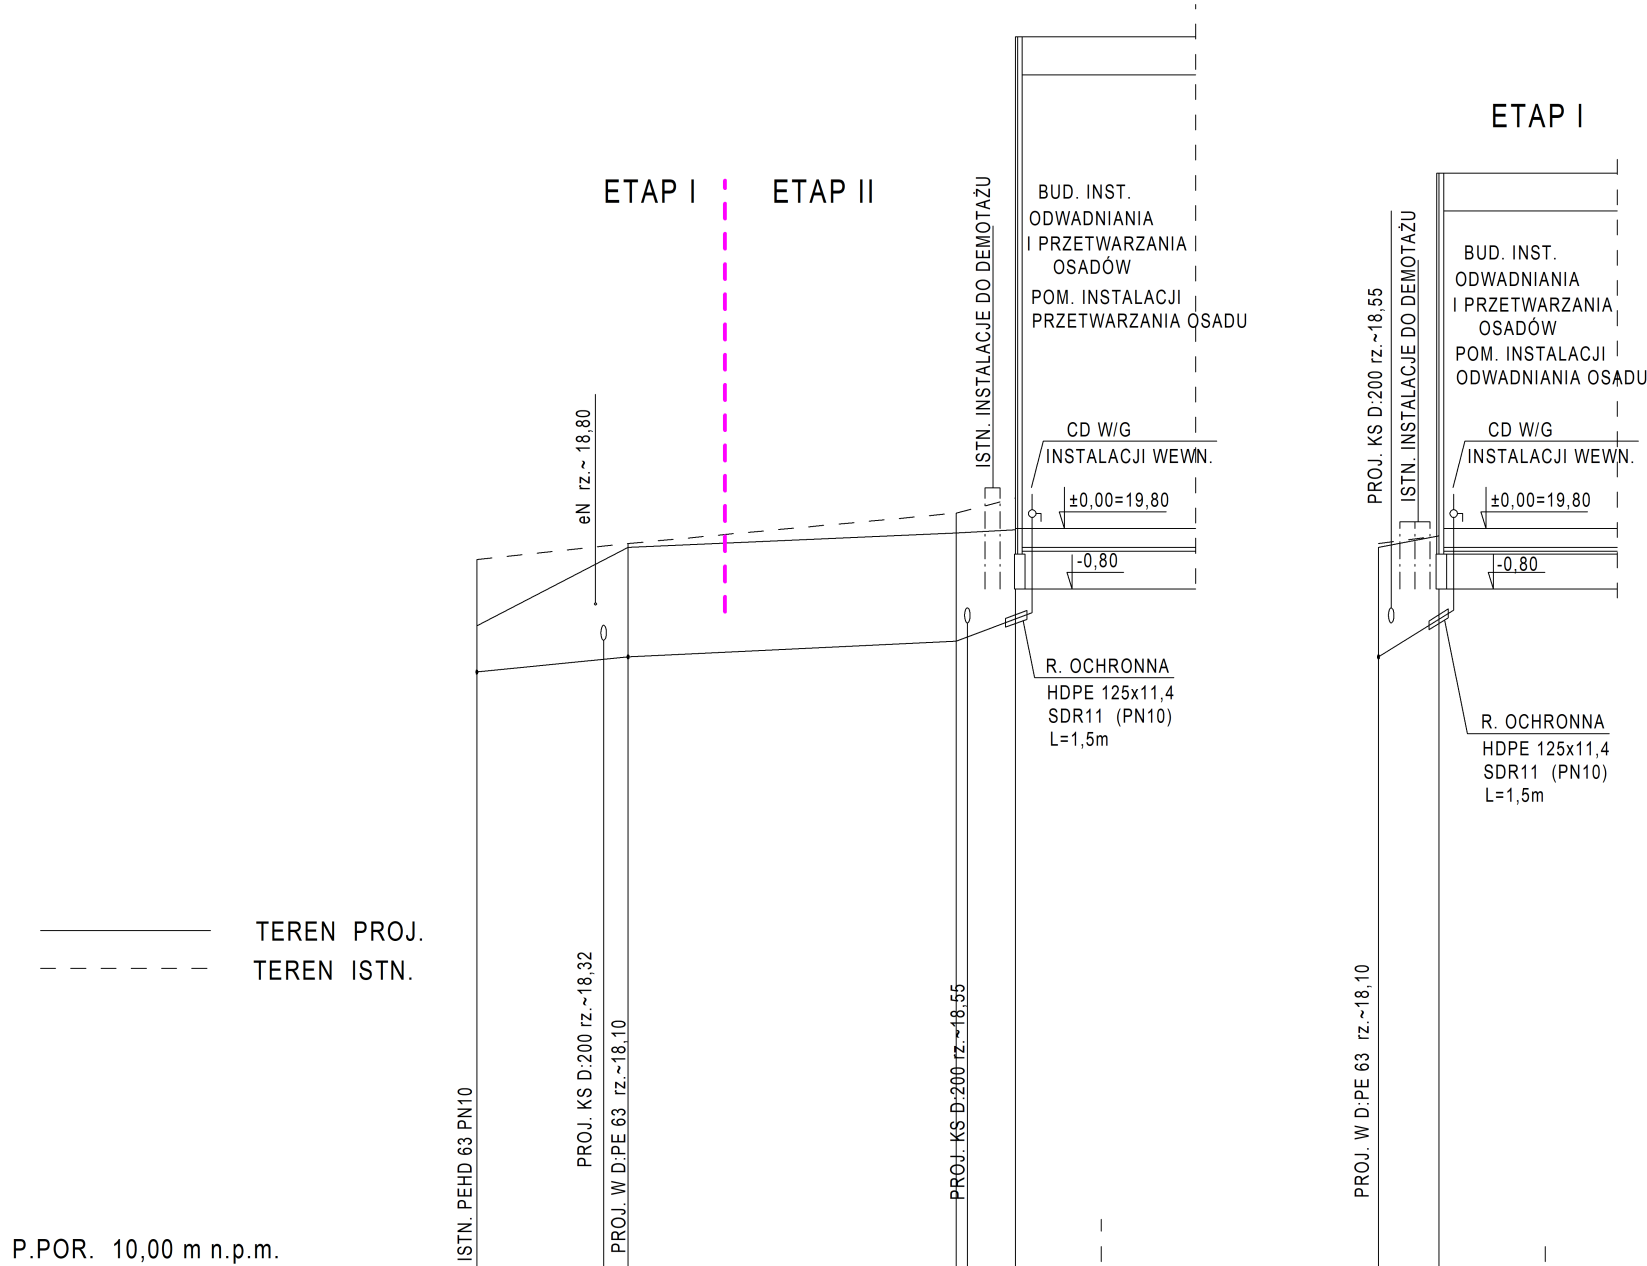 ETAP I
ETAP II
eN rz.~ 18,80
ISTN. INSTALACJE DO DEMOTAŻU
BUD. INST.
ODWADNIANIA
I PRZETWARZANIA
OSADÓW
POM. INSTALACJI
PRZETWARZANIA OSADU
CD W/G
INSTALACJI WEWN.
±0,00=19,80
-0,80
R. OCHRONNA
HDPE 125x11,4
SDR11 (PN10)
L=1,5m
ETAP I
PROJ. KS D:200 rz.~18,55
ISTN. INSTALACJE DO DEMOTAŻU
BUD. INST.
ODWADNIANIA
I PRZETWARZANIA
OSADÓW
POM. INSTALACJI
ODWADNIANIA OSADU
CD W/G
INSTALACJI WEWN.
±0,00=19,80
-0,80
R. OCHRONNA
HDPE 125x11,4
SDR11 (PN10)
L=1,5m
TEREN PROJ.
TEREN ISTN.
ISTN. PEHD 63 PN10
PROJ. KS D:200 rz.~18,32
PROJ. W D:PE 63 rz.~18,10
PROJ. KS D:200 rz.~18,55
PROJ. W D:PE 63 rz.~18,10
P.POR. 10,00 m n.p.m.